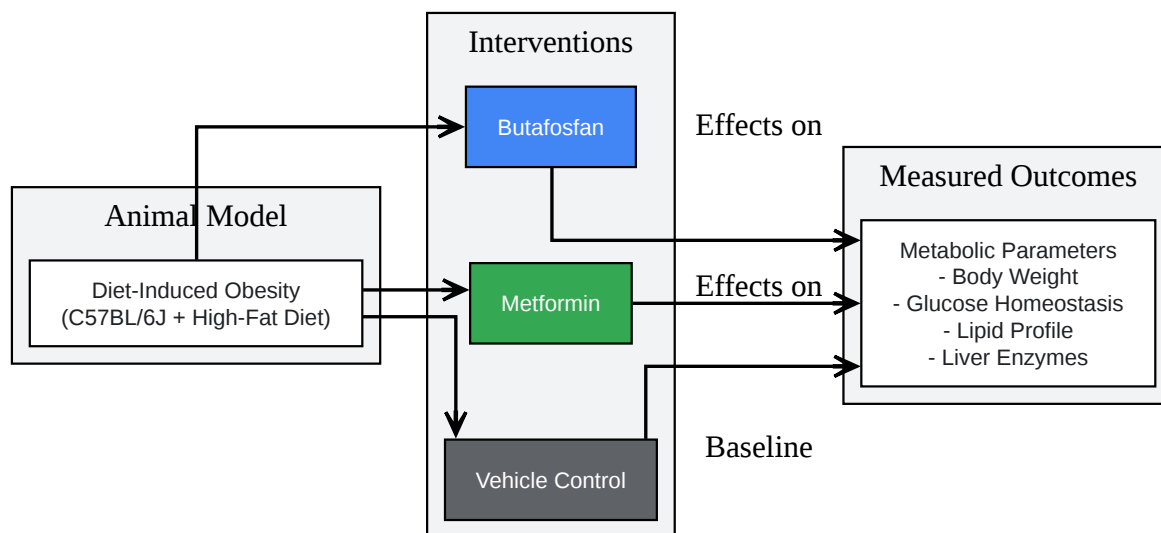 Interventions
Butafosfan
Effects on
Measured Outcomes
Animal Model
Metabolic Parameters
- Body Weight
- Glucose Homeostasis
- Lipid Profile
- Liver Enzymes
Diet-Induced Obesity
(C57BL/6J + High-Fat Diet)
Metformin
Effects on
Baseline
Vehicle Control